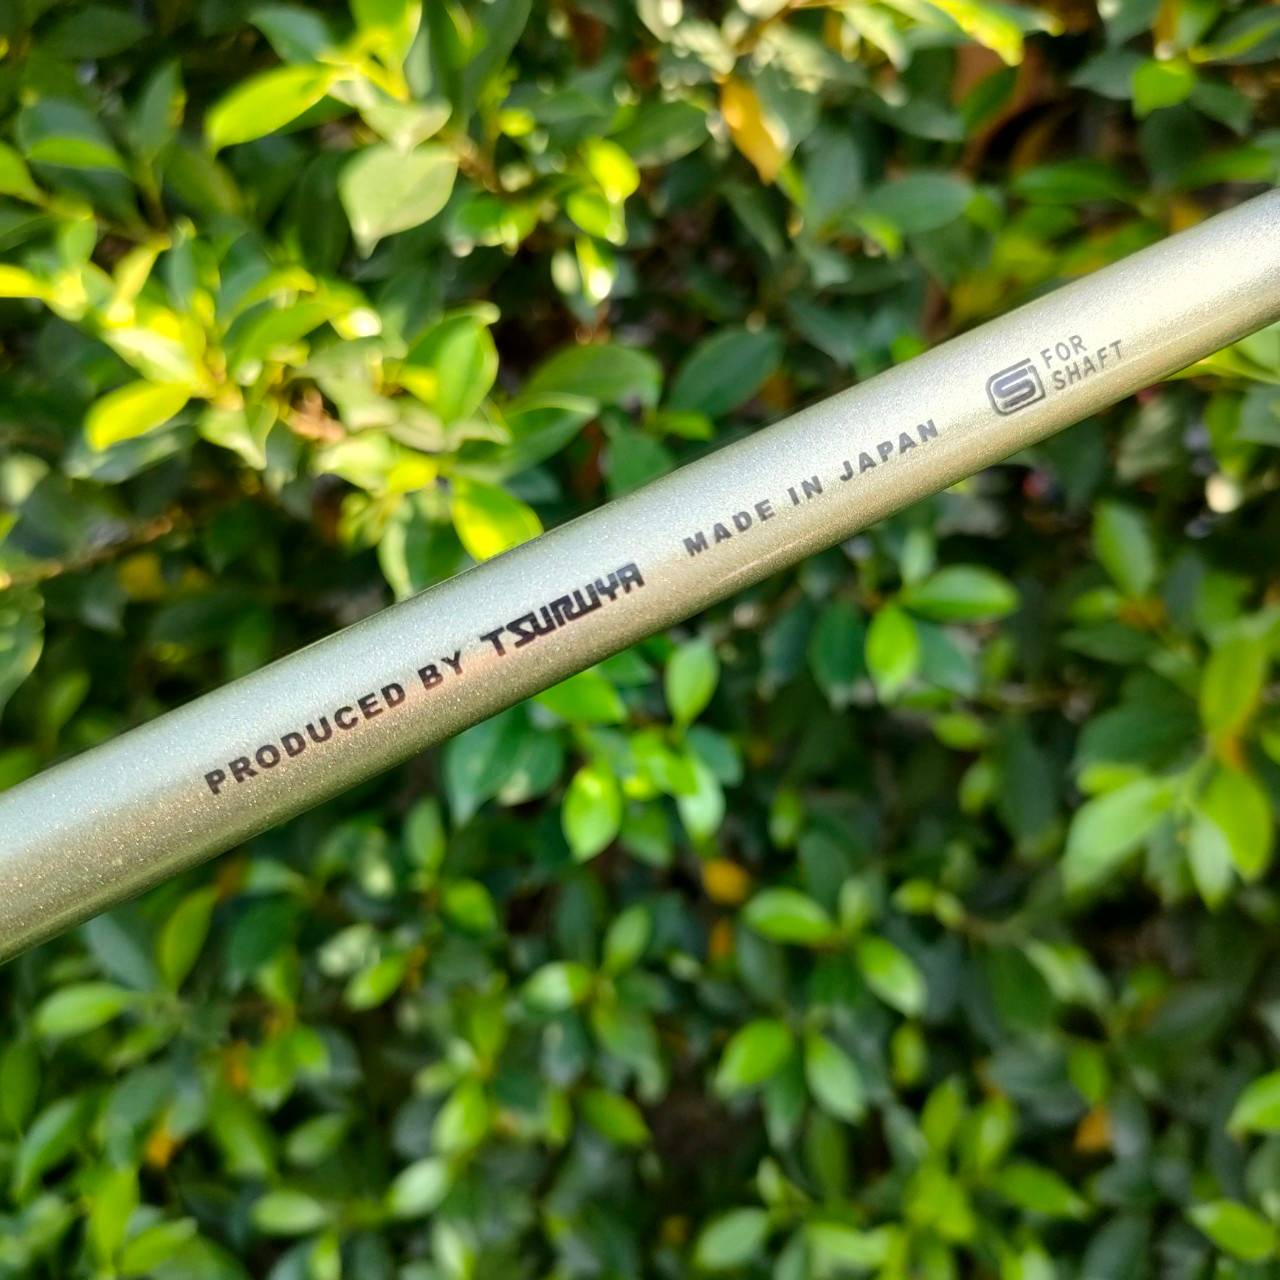 PRODUCED BY TSURUYA MADE IN JAPAN
S FOR
SHAFT